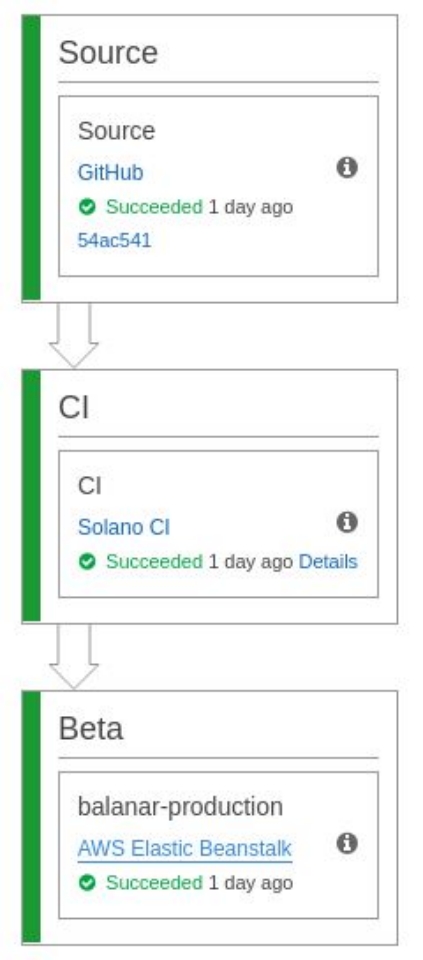 Source
Source
GitHub
Succeeded 1 day ago
54ac541
CI
CI
Solano CI
Succeeded 1 day ago Details
Beta
balanar-production
AWS Elastic Beanstalk
Succeeded 1 day ago